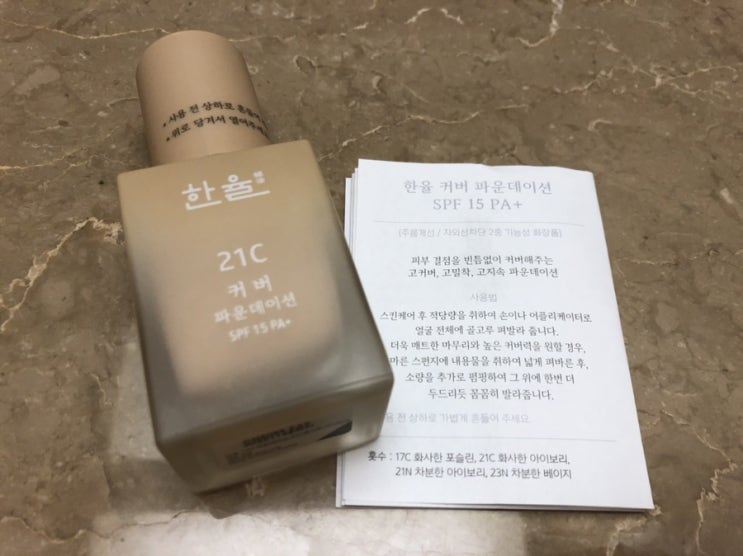 * 사용 전 상하로 흔들어
* 위로 당겨서 열어주세
한율
韓律
21C
커버
파운데이션
SPF 15 PA+
한율 커버 파운데이션
SPF 15 PA+
[주름개선 / 자외선차단 2중 기능성 화장품]
피부 결점을 빈틈없이 커버해주는
고커버, 고밀착, 고지속 파운데이션
사용법
스킨케어 후 적당량을 취하여 손이나 어플리케이터로
얼굴 전체에 골고루 펴발라 줍니다.
더욱 매트한 마무리와 높은 커버력을 원할 경우,
마른 스펀지에 내용물을 취하여 넓게 펴바른 후,
소량을 추가로 펌핑하여 그 위에 한번 더
두드리듯 꼼꼼히 발라줍니다.
용 전 상하로 가볍게 흔들어 주세요.
홋수 : 17C 화사한 포슬린, 21C 화사한 아이보리,
21N 차분한 아이보리, 23N 차분한 베이지